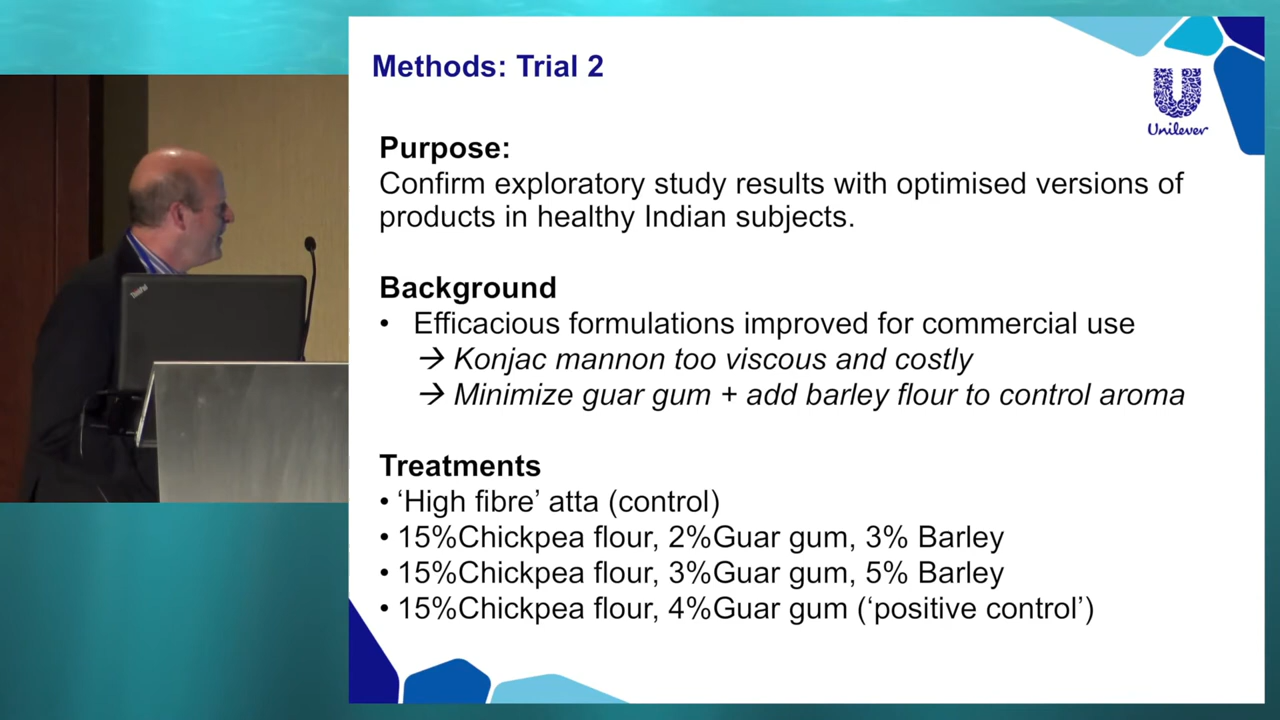 Methods: Trial 2
Unilever
Purpose:
Confirm exploratory study results with optimised versions of
products in healthy Indian subjects.
Background
• Efficacious formulations improved for commercial use
→ Konjac mannon too viscous and costly
→ Minimize guar gum + add barley flour to control aroma
Treatments
• ‘High fibre’ atta (control)
• 15%Chickpea flour, 2%Guar gum, 3% Barley
• 15%Chickpea flour, 3%Guar gum, 5% Barley
• 15%Chickpea flour, 4%Guar gum (‘positive control’)
ThinkPad